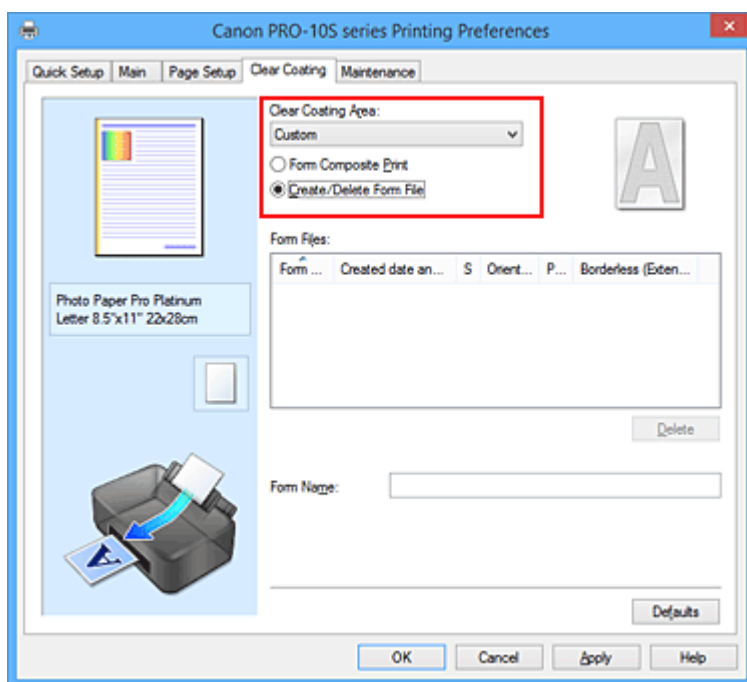 Canon PRO-10S series Printing Preferences
Quick Setup Main Page Setup Clear Coating Maintenance
Clear Coating Area:
Custom
Form Composite Print
Create/Delete Form File
A
Form Files:
Form ... Created date an... S Orient... P... Borderless (Exten...
Photo Paper Pro Platinum
Letter 8.5"x11" 22x28cm
Delete
Form Name:
A
Defaults
OK Cancel Apply Help